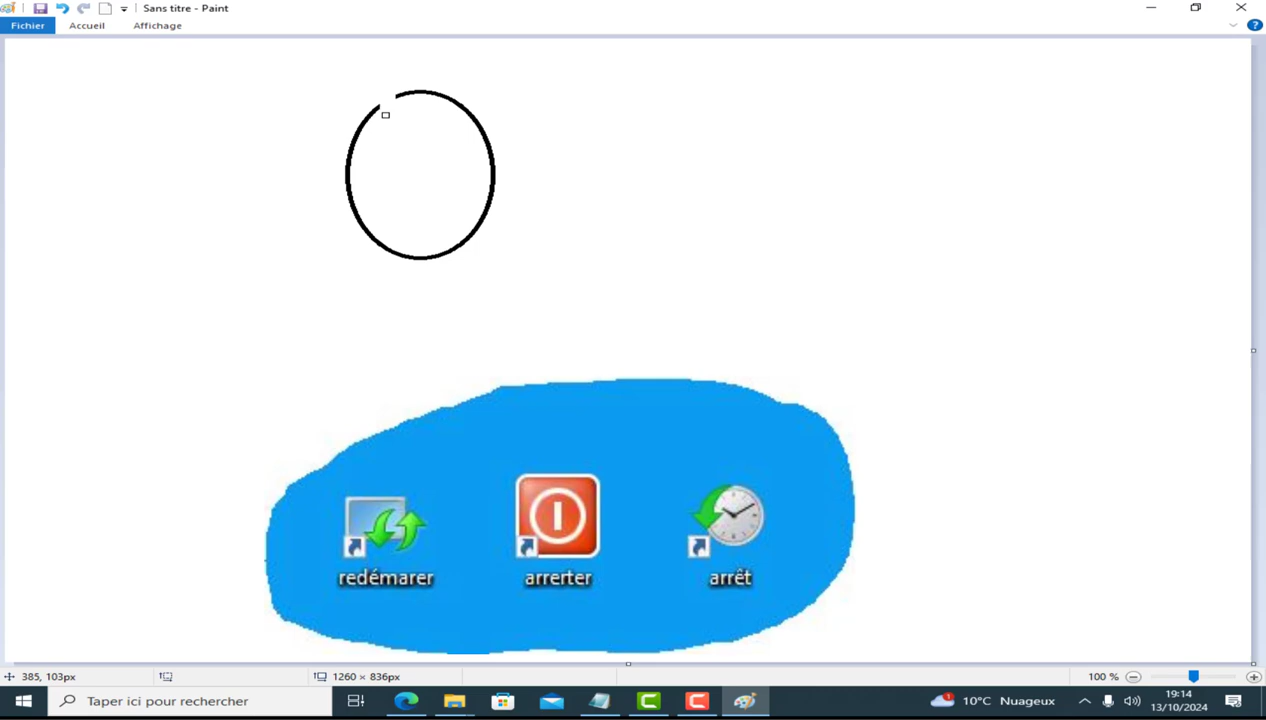 Sans titre - Paint
Fichier Accueil Affichage
redémarer arrerter arrêt
385, 103px 1260 × 836px 100 %
Taper ici pour rechercher 1 10°C Nuageux 19:14
13/10/2024